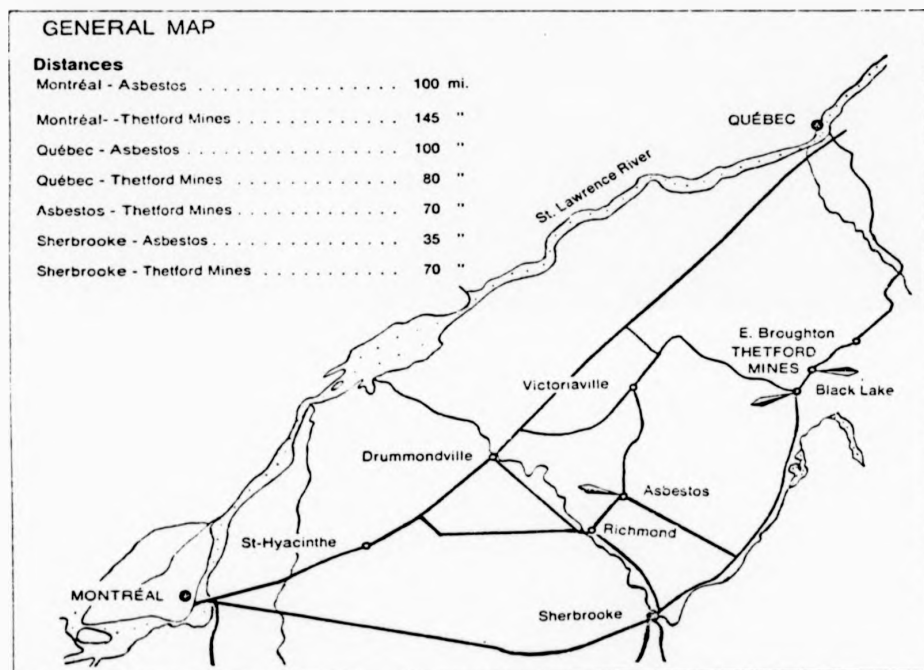 GENERAL MAP
Distances
Montréal - Asbestos . . . . . . . . . . . . . . . . 100 mi.
Montréal- -Thetford Mines . . . . . . . . . . . . 145 "
Québec - Asbestos . . . . . . . . . . . . . . . . . 100 "
Québec - Thetford Mines . . . . . . . . . . . . . 80 "
Asbestos - Thetford Mines . . . . . . . . . . . . 70 "
Sherbrooke - Asbestos . . . . . . . . . . . . . . . 35 "
Sherbrooke - Thetford Mines . . . . . . . . . . 70 "
QUÉBEC
St. Lawrence River
E. Broughton
THETFORD
MINES
Black Lake
Victoriaville
Drummondville
Asbestos
Richmond
St-Hyacinthe
MONTRÉAL
Sherbrooke